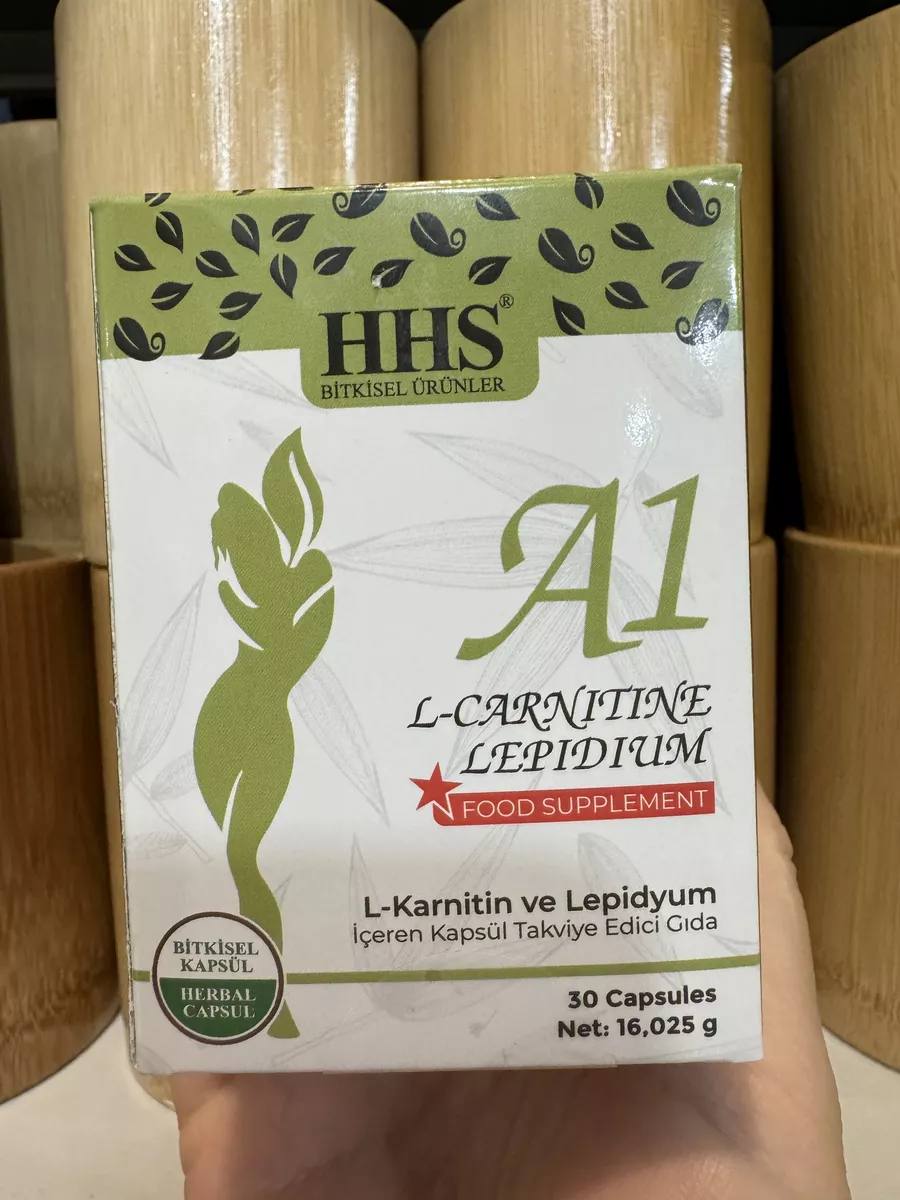 HHS®
BİTKİSEL ÜRÜNLER
A1
L-CARNITINE
LEPIDIUM
FOOD SUPPLEMENT
L-Karnitin ve Lepidyum
İçeren Kapsül Takviye Edici Gıda
BİTKİSEL
KAPSÜL
HERBAL
CAPSUL
30 Capsules
Net: 16,025 g